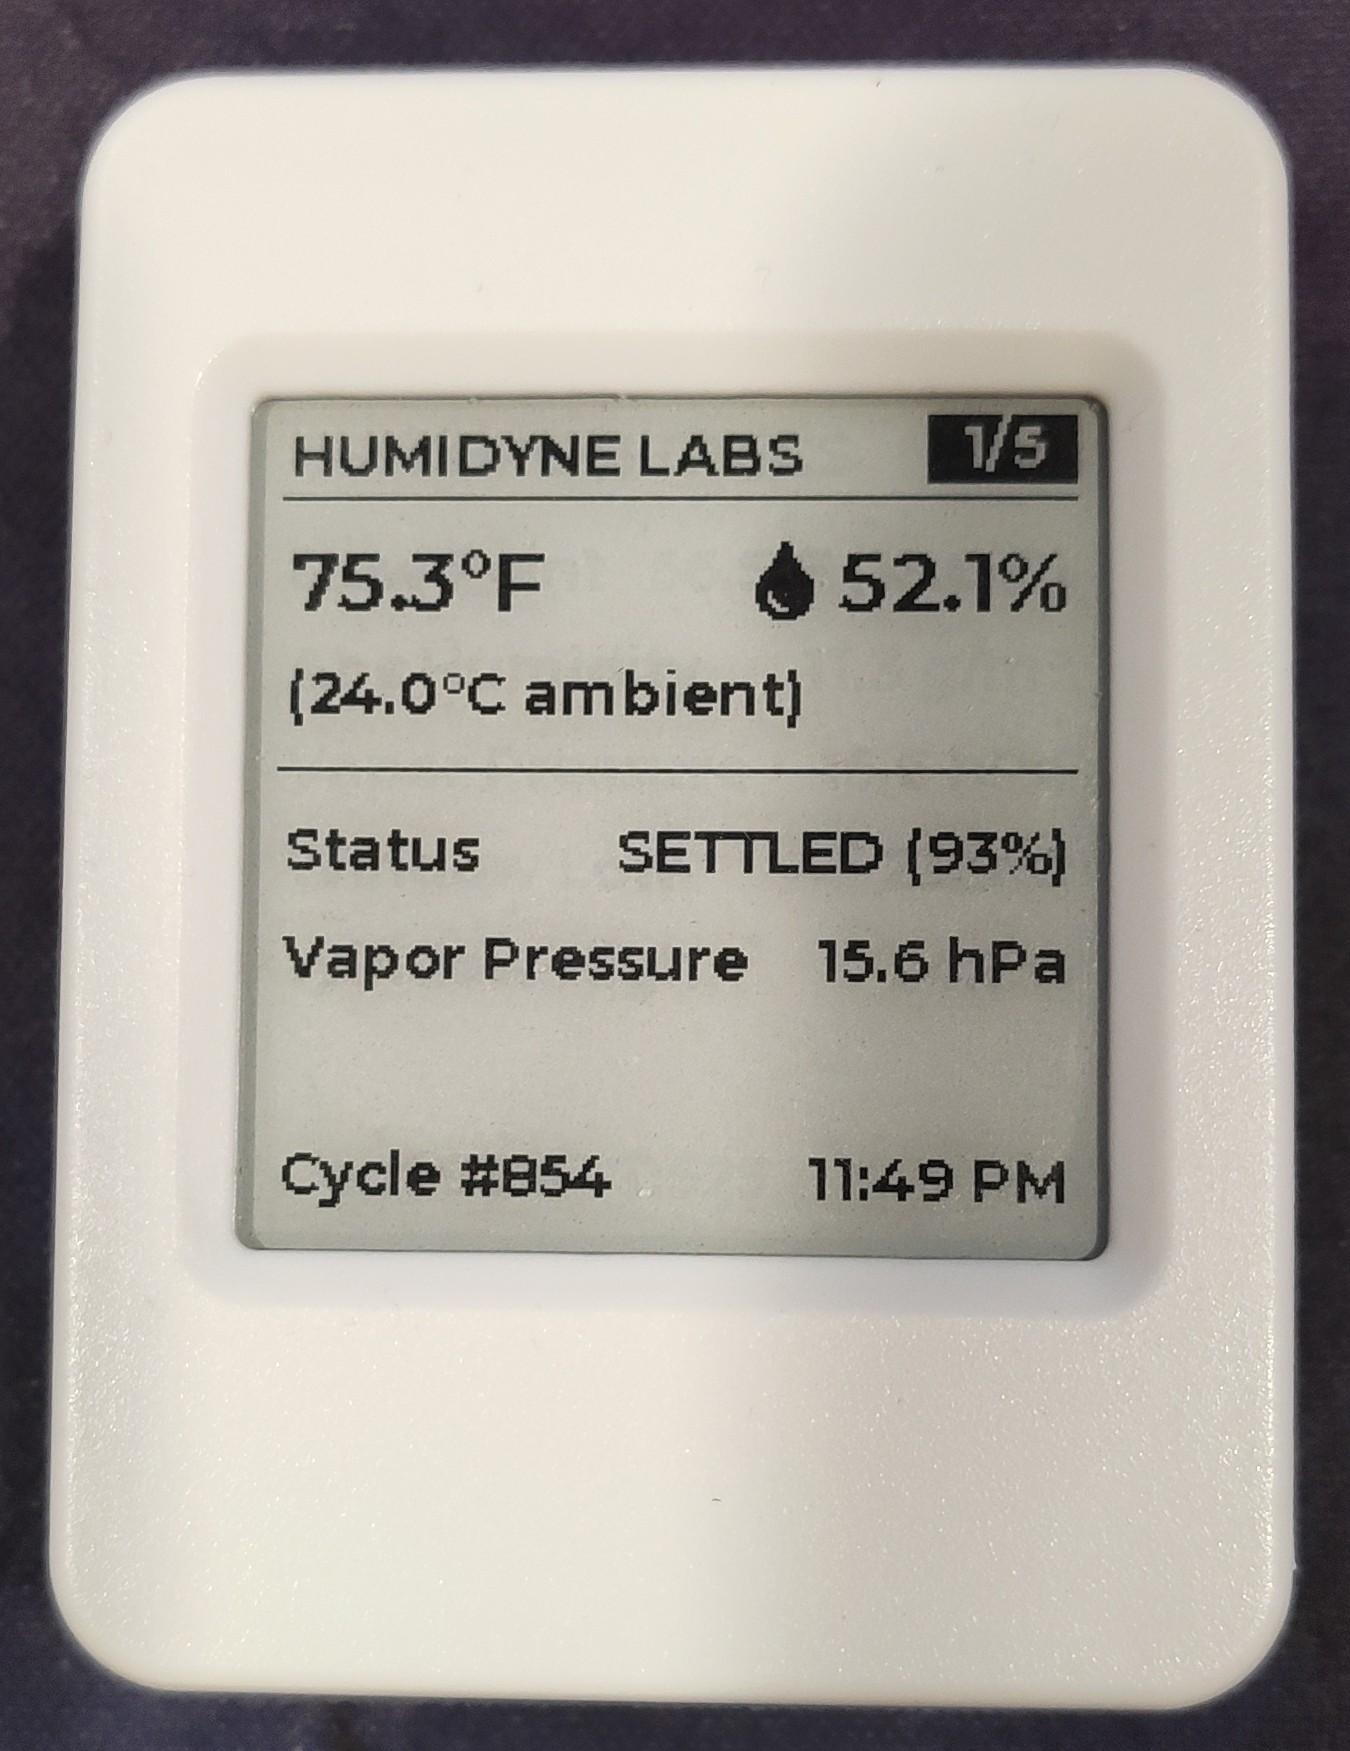 HUMIDYNE LABS 1/5
75.3°F 52.1%
(24.0°C ambient)
Status SETTLED (93%)
Vapor Pressure 15.6 hPa
Cycle #854 11:49 PM